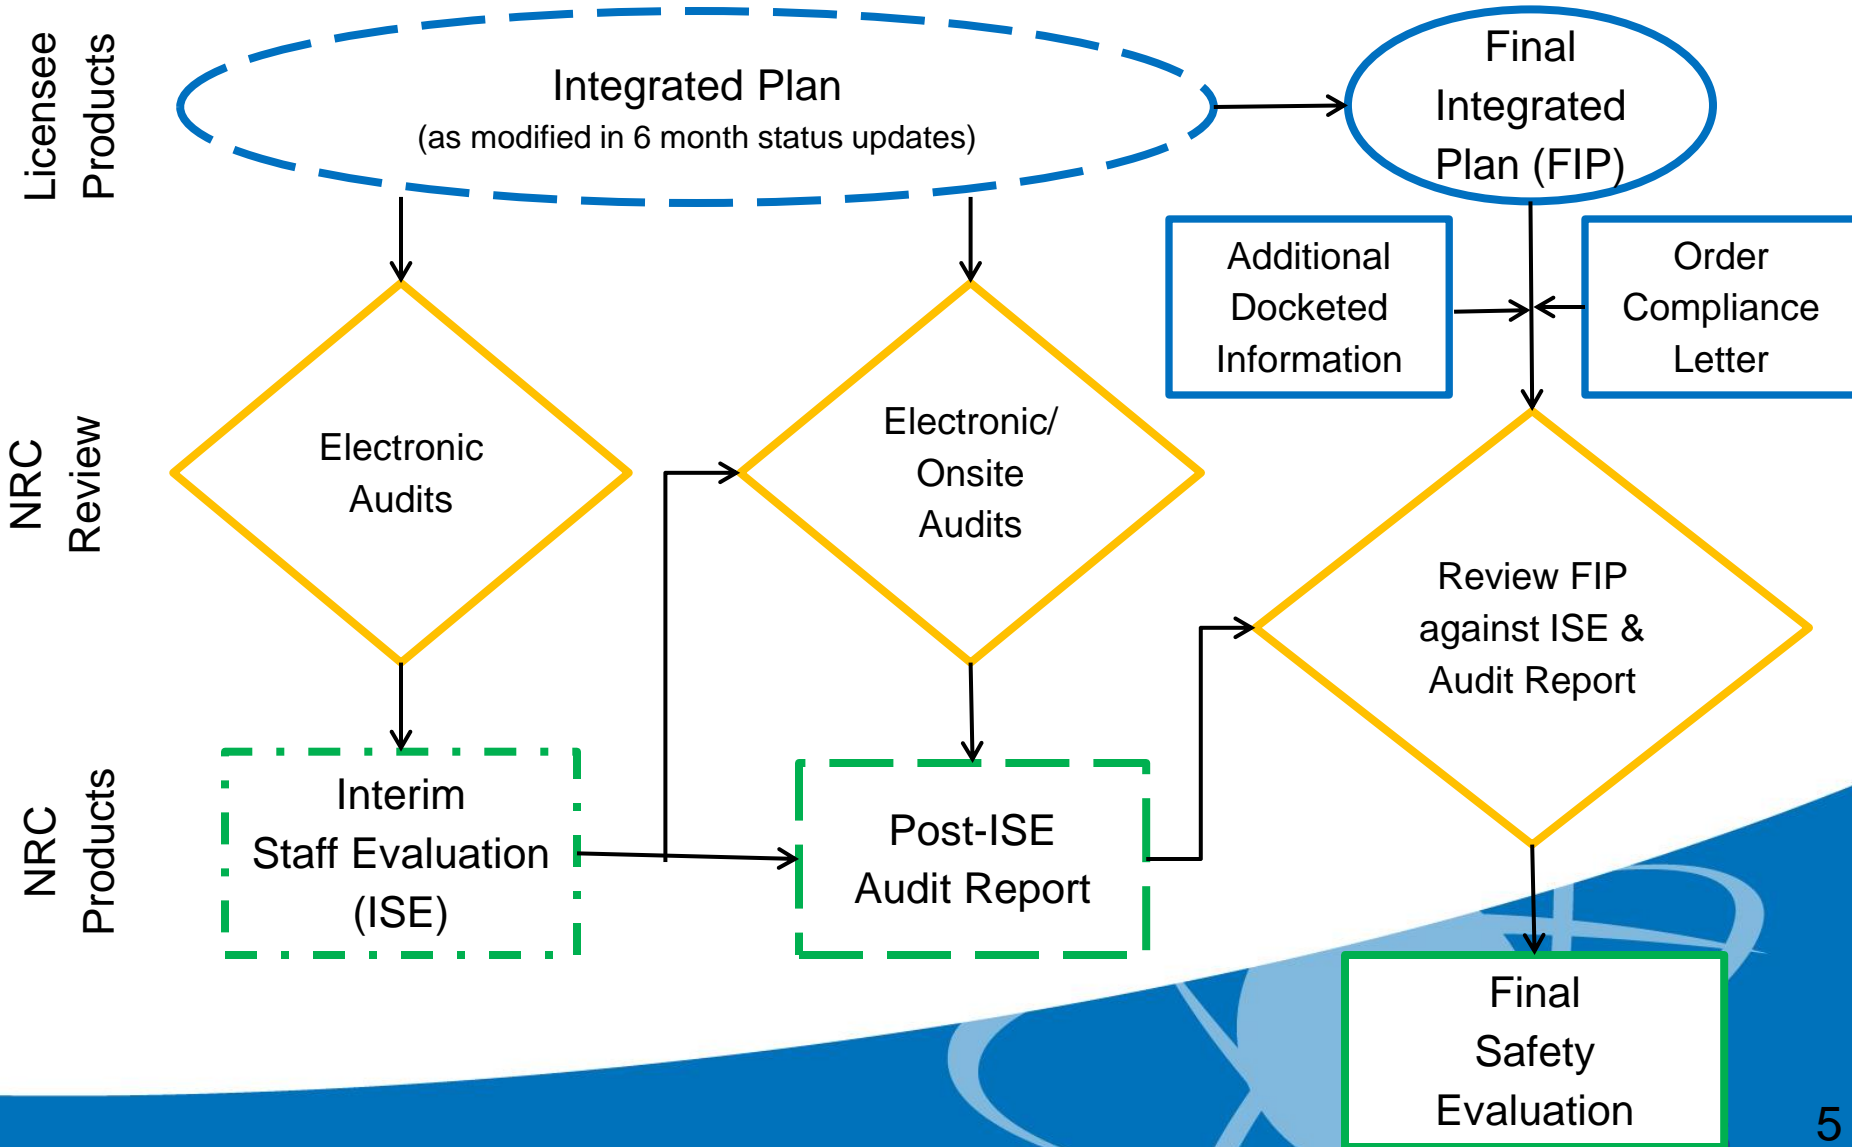 Licensee
Products
Integrated Plan
(as modified in 6 month status updates)
Final
Integrated
Plan (FIP)
Additional
Docketed
Information
Order
Compliance
Letter
NRC
Review
Electronic
Audits
Electronic/
Onsite
Audits
Review FIP
against ISE &
Audit Report
NRC
Products
Interim
Staff Evaluation
(ISE)
Post-ISE
Audit Report
Final
Safety
Evaluation
5